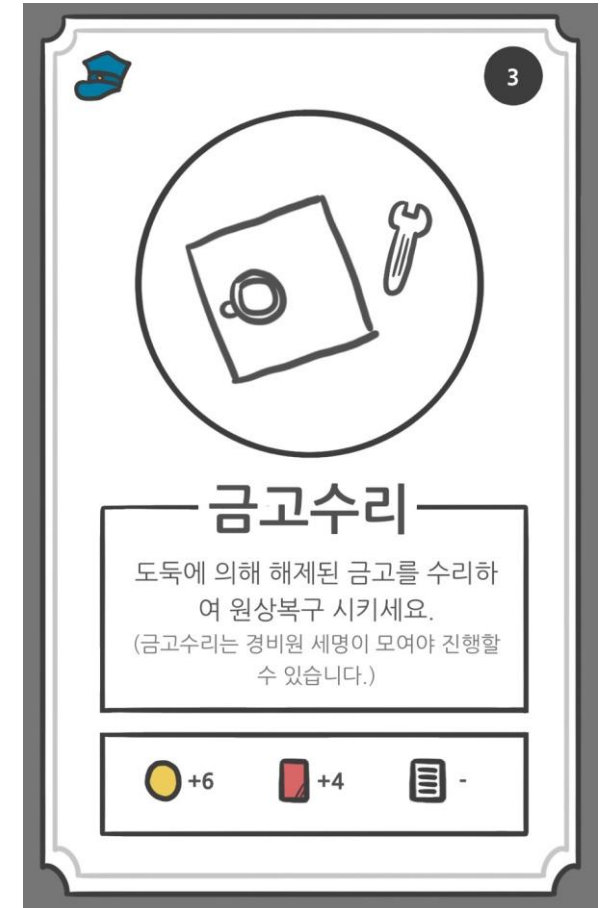 3
금고수리
도둑에 의해 해제된 금고를 수리하
여 원상복구 시키세요.
(금고수리는 경비원 세명이 모여야 진행할
수 있습니다.)
+6 +4 -